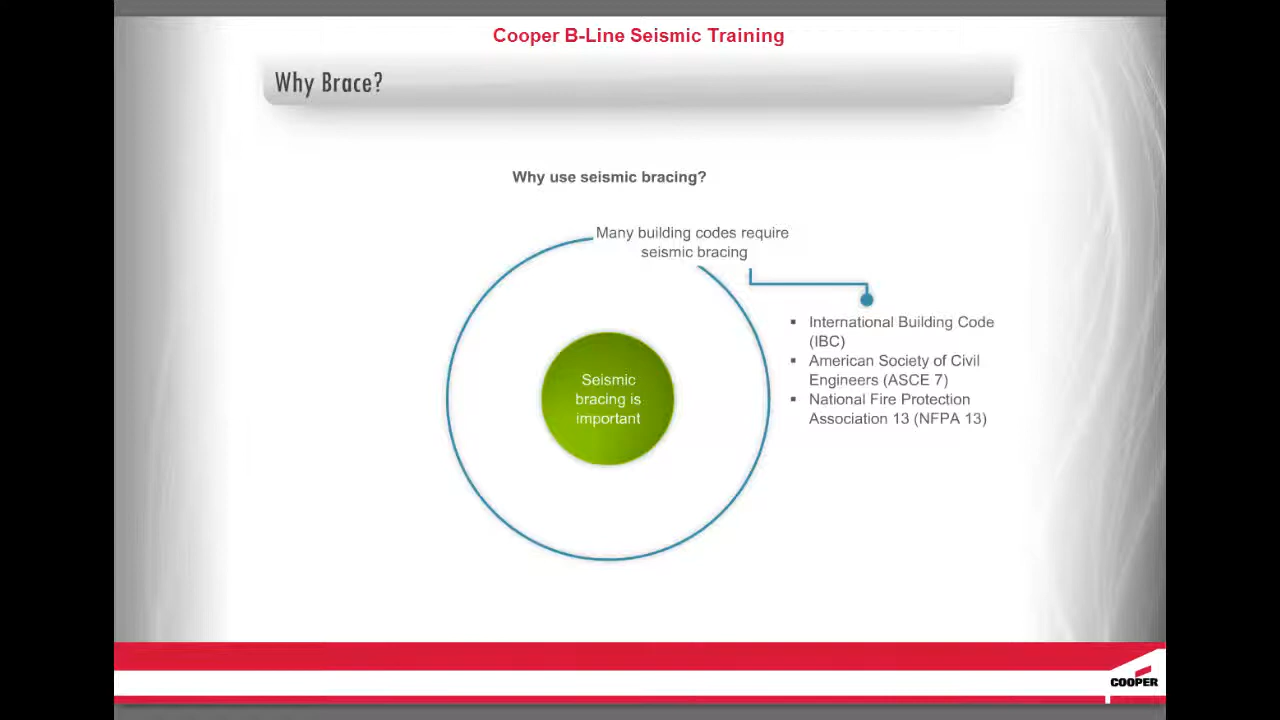 Cooper B-Line Seismic Training
Why Brace?
Why use seismic bracing?
Many building codes require
seismic bracing
▪ International Building Code
(IBC)
▪ American Society of Civil
Engineers (ASCE 7)
▪ National Fire Protection
Association 13 (NFPA 13)
Seismic
bracing is
important
COOPER